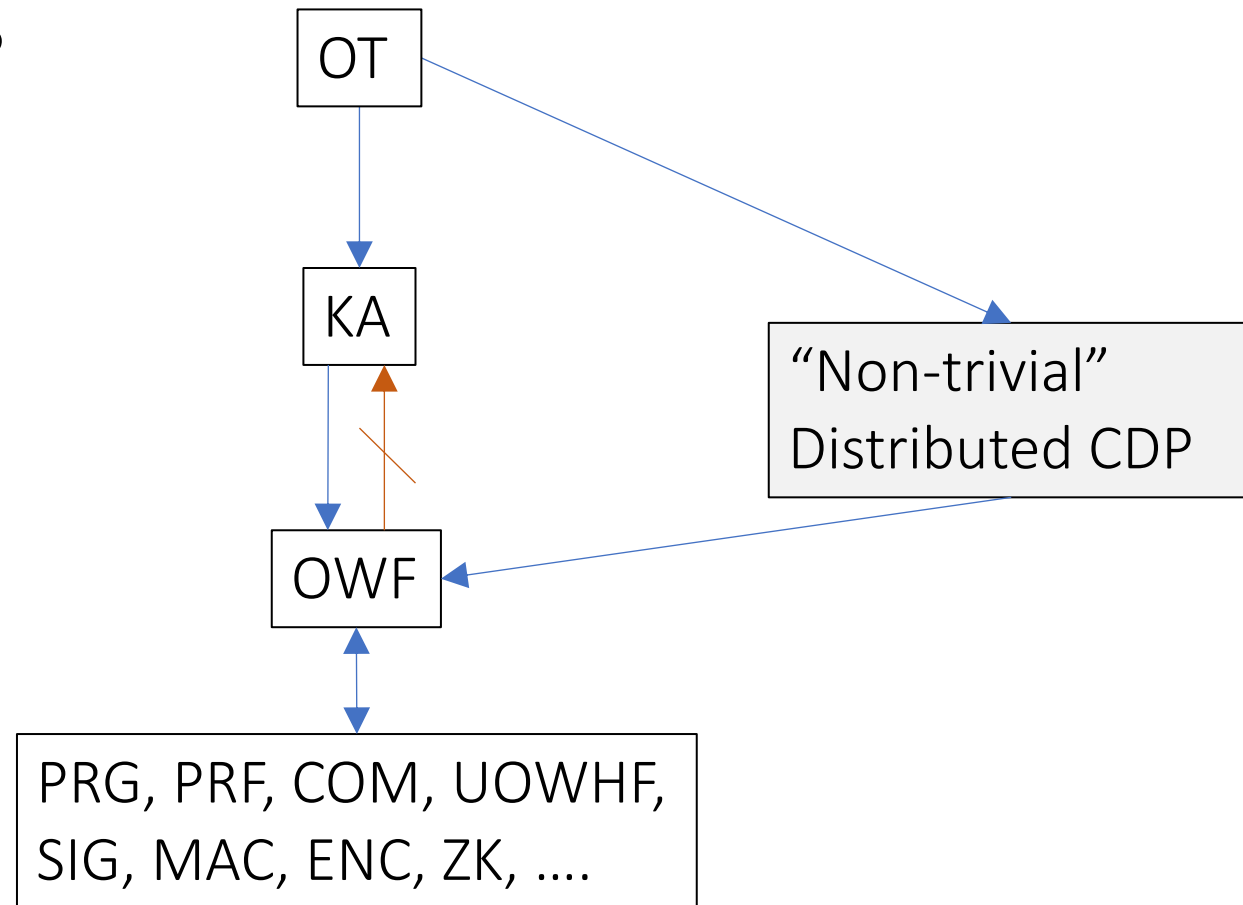 OT
KA
“Non-trivial”
Distributed CDP
OWF
PRG, PRF, COM, UOWHF,
SIG, MAC, ENC, ZK, ….